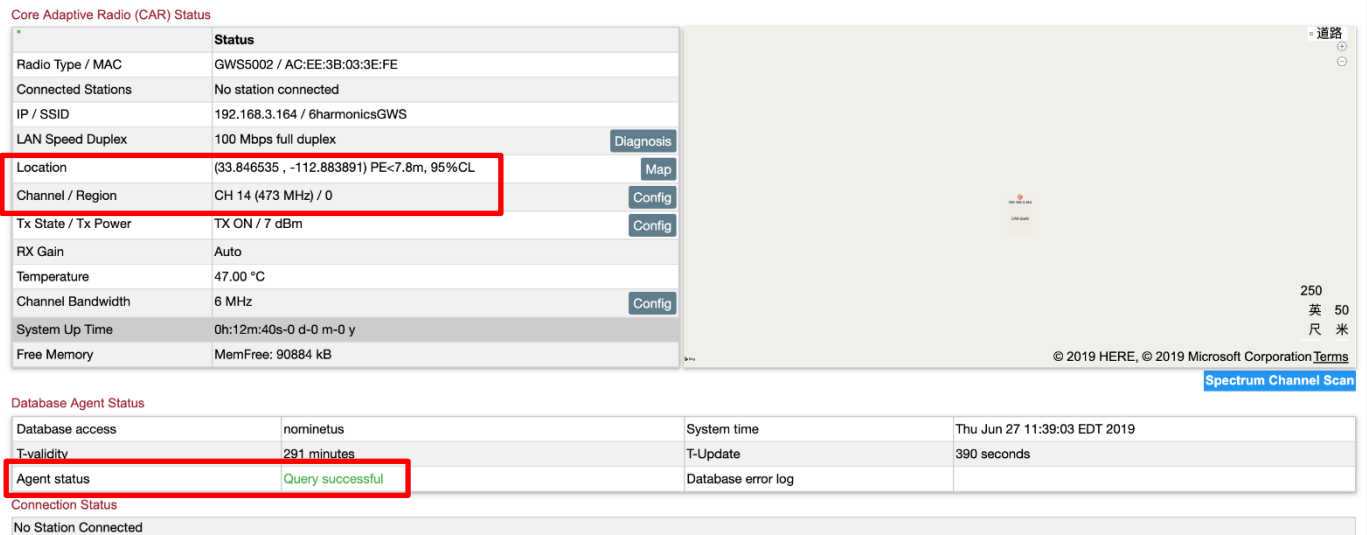 Core Adaptive Radio (CAR) Status
Status
Radio Type / MAC GWS5002 / AC:EE:3B:03:3E:FE
Connected Stations No station connected
IP / SSID 192.168.3.164 / 6harmonicsGWS
LAN Speed Duplex 100 Mbps full duplex Diagnosis
Location (33.846535 , -112.883891) PE<7.8m, 95%CL Map
Channel / Region CH 14 (473 MHz) / 0 Config
Tx State / Tx Power TX ON / 7 dBm Config
RX Gain Auto
Temperature 47.00 °C
Channel Bandwidth 6 MHz Config
System Up Time 0h:12m:40s-0 d-0 m-0 y
Free Memory MemFree: 90884 kB
道路
250
英 50
尺 米
© 2019 HERE, © 2019 Microsoft Corporation Terms
Spectrum Channel Scan
Database Agent Status
Database access nominetus System time Thu Jun 27 11:39:03 EDT 2019
T-validity 291 minutes T-Update 390 seconds
Agent status Query successful Database error log
Connection Status
No Station Connected